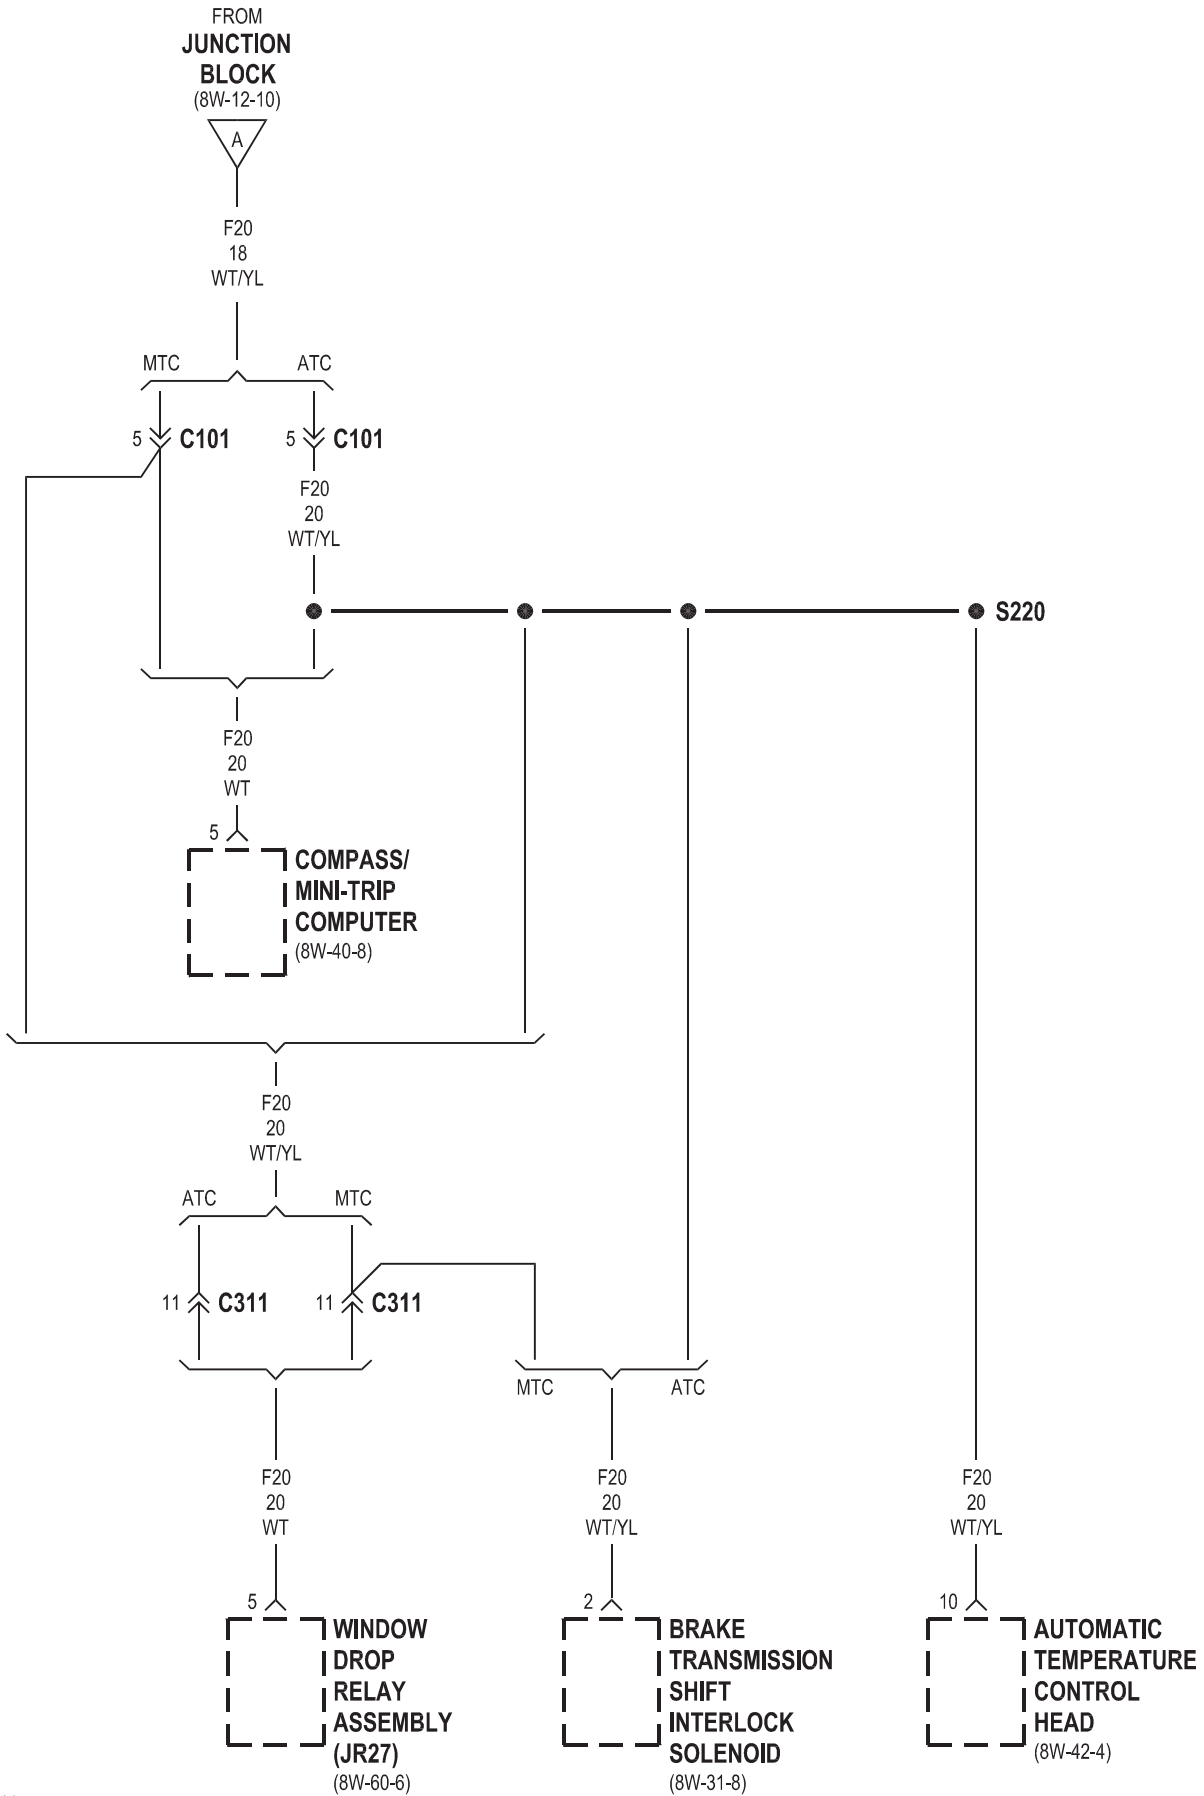 FROM
JUNCTION
BLOCK
(8W-12-10)
A
F20
18
WT/YL
MTC
ATC
5
C101
5
C101
F20
20
WT/YL
S220
F20
20
WT
5
COMPASS/
MINI-TRIP
COMPUTER
(8W-40-8)
F20
20
WT/YL
ATC
MTC
11
C311
11
C311
MTC
ATC
F20
20
WT
5
WINDOW
DROP
RELAY
ASSEMBLY
(JR27)
(8W-60-6)
F20
20
WT/YL
2
BRAKE
TRANSMISSION
SHIFT
INTERLOCK
SOLENOID
(8W-31-8)
F20
20
WT/YL
10
AUTOMATIC
TEMPERATURE
CONTROL
HEAD
(8W-42-4)